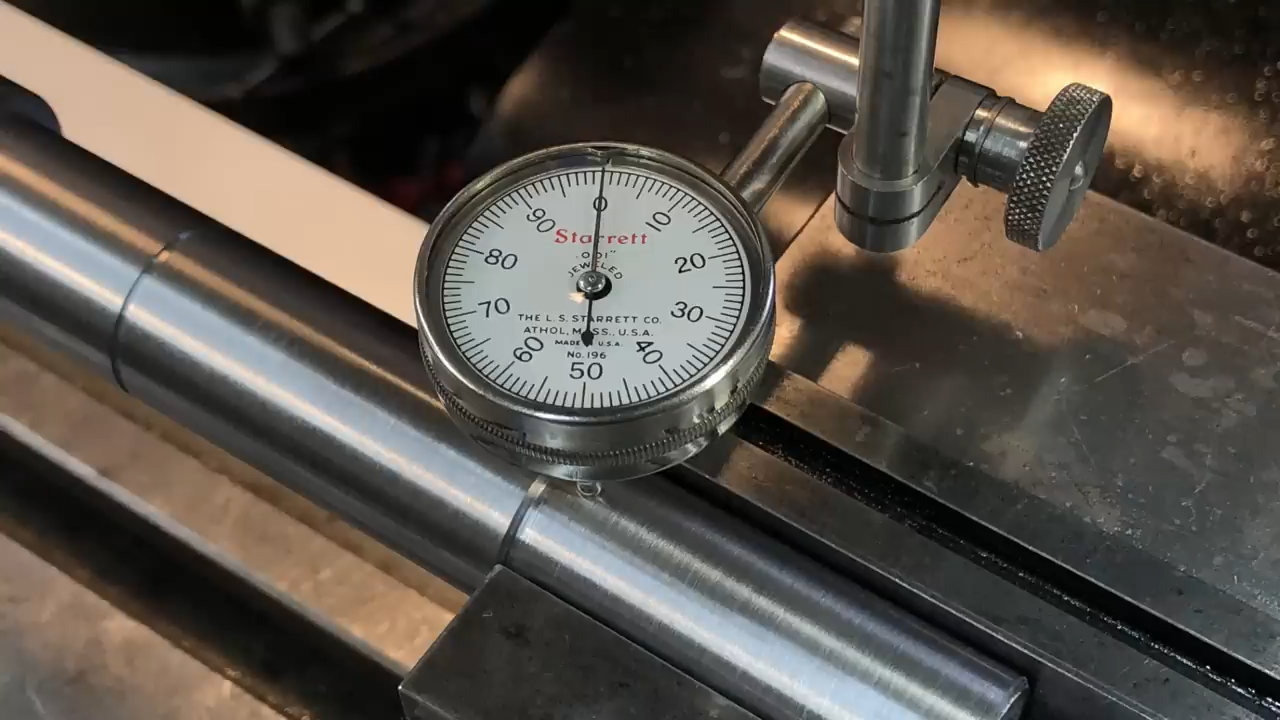 0
10
20
30
40
50
60
70
80
90
Starrett
.001"
JEWELED
THE L.S. STARRETT CO.
ATHOL, MASS., U.S.A.
MADE IN U.S.A.
No. 196